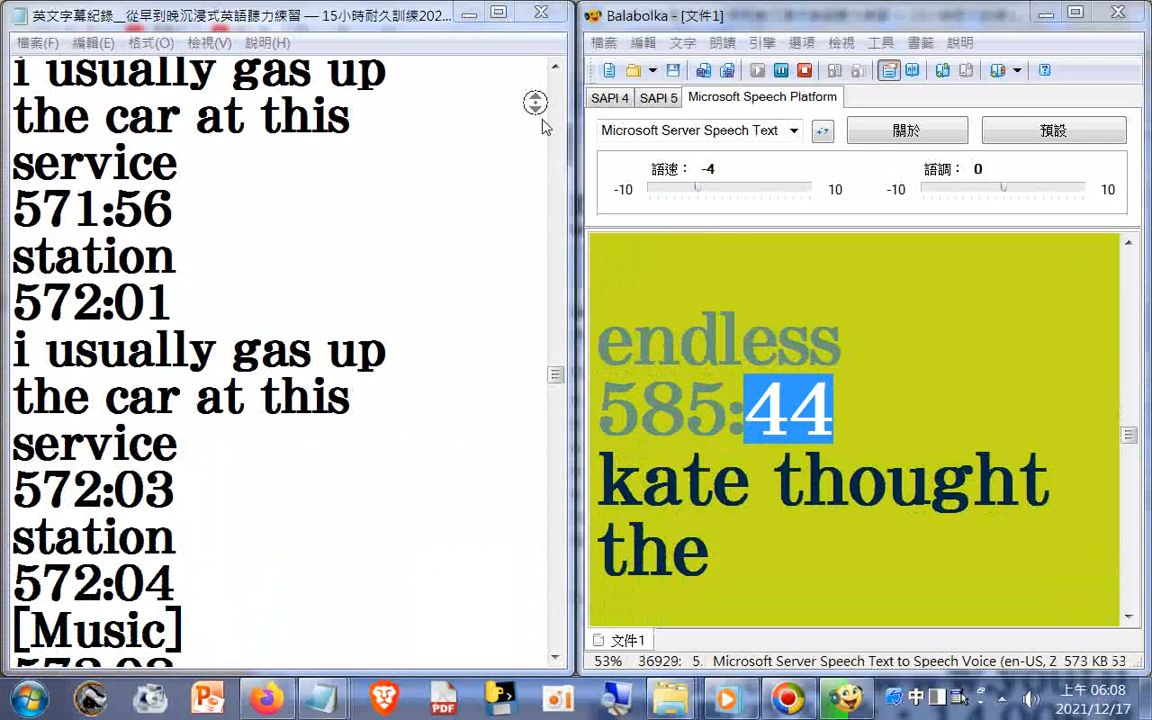 英文字幕紀錄__從早到晚沉浸式英語聽力練習 — 15小時耐久訓練202...
檔案(F) 編輯(E) 格式(O) 檢視(V) 說明(H)
i usually gas up
the car at this
service
571:56
station
572:01
i usually gas up
the car at this
service
572:03
station
572:04
[Music]
Balabolka - [文件1]
檔案 編輯 文字 朗讀 引擎 選項 檢視 工具 書籤 說明
SAPI 4 SAPI 5 Microsoft Speech Platform
Microsoft Server Speech Text 關於 預設
語速： -4 語調： 0
-10 10 -10 10
endless
585:44
kate thought
the
文件1
53% 36929: 5. Microsoft Server Speech Text to Speech Voice (en-US, Z 573 KB 53
中
上午 06:08
2021/12/17